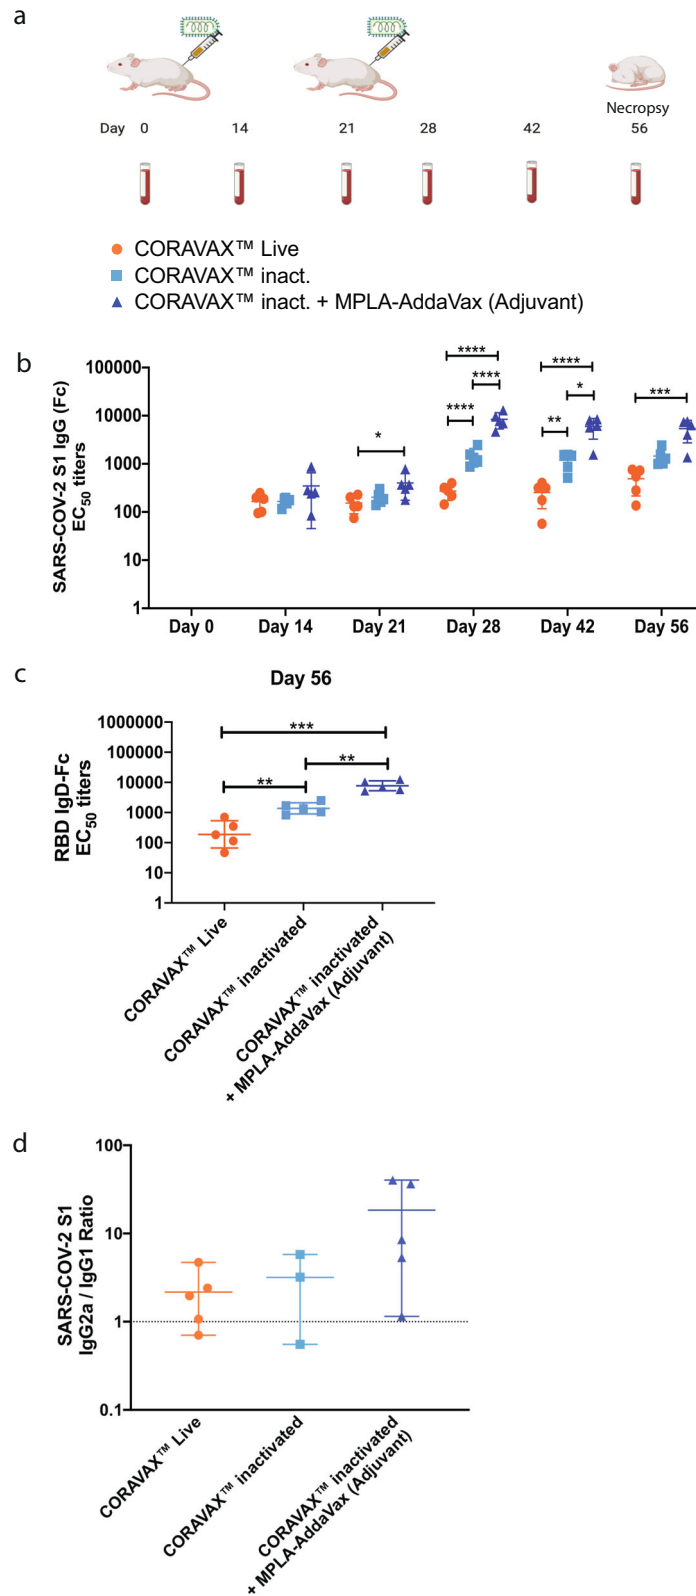 a
Necropsy
Day 0 14 21 28 42 56
CORAVAX™ Live
CORAVAX™ inact.
CORAVAX™ inact. + MPLA-AddaVax (Adjuvant)
b
SARS-COV-2 S1 IgG (Fc)
EC50 titers
100000
10000
1000
100
10
1
* **** **** **** **** * ** ***
Day 0 Day 14 Day 21 Day 28 Day 42 Day 56
c
Day 56
RBD IgD-Fc
EC50 titers
1000000
100000
10000
1000
100
10
1
***
**
**
CORAVAX™ Live
CORAVAX™ inactivated
CORAVAX™ inactivated
+ MPLA-AddaVax (Adjuvant)
d
SARS-COV-2 S1
IgG2a / IgG1 Ratio
100
10
1
0.1
CORAVAX™ Live
CORAVAX™ inactivated
CORAVAX™ inactivated
+ MPLA-AddaVax (Adjuvant)